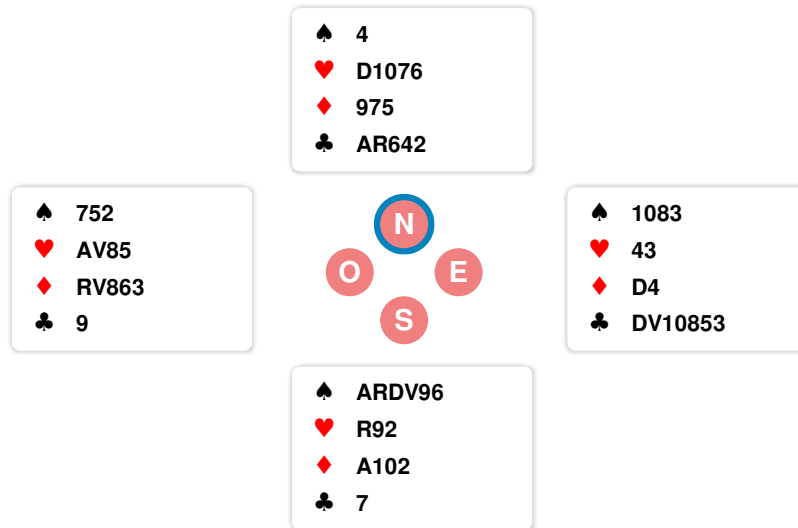 ♠ 4
♥ D1076
♦ 975
♣ AR642
♠ 752
♥ AV85
♦ RV863
♣ 9
N
O E
S
♠ 1083
♥ 43
♦ D4
♣ DV10853
♠ ARDV96
♥ R92
♦ A102
♣ 7